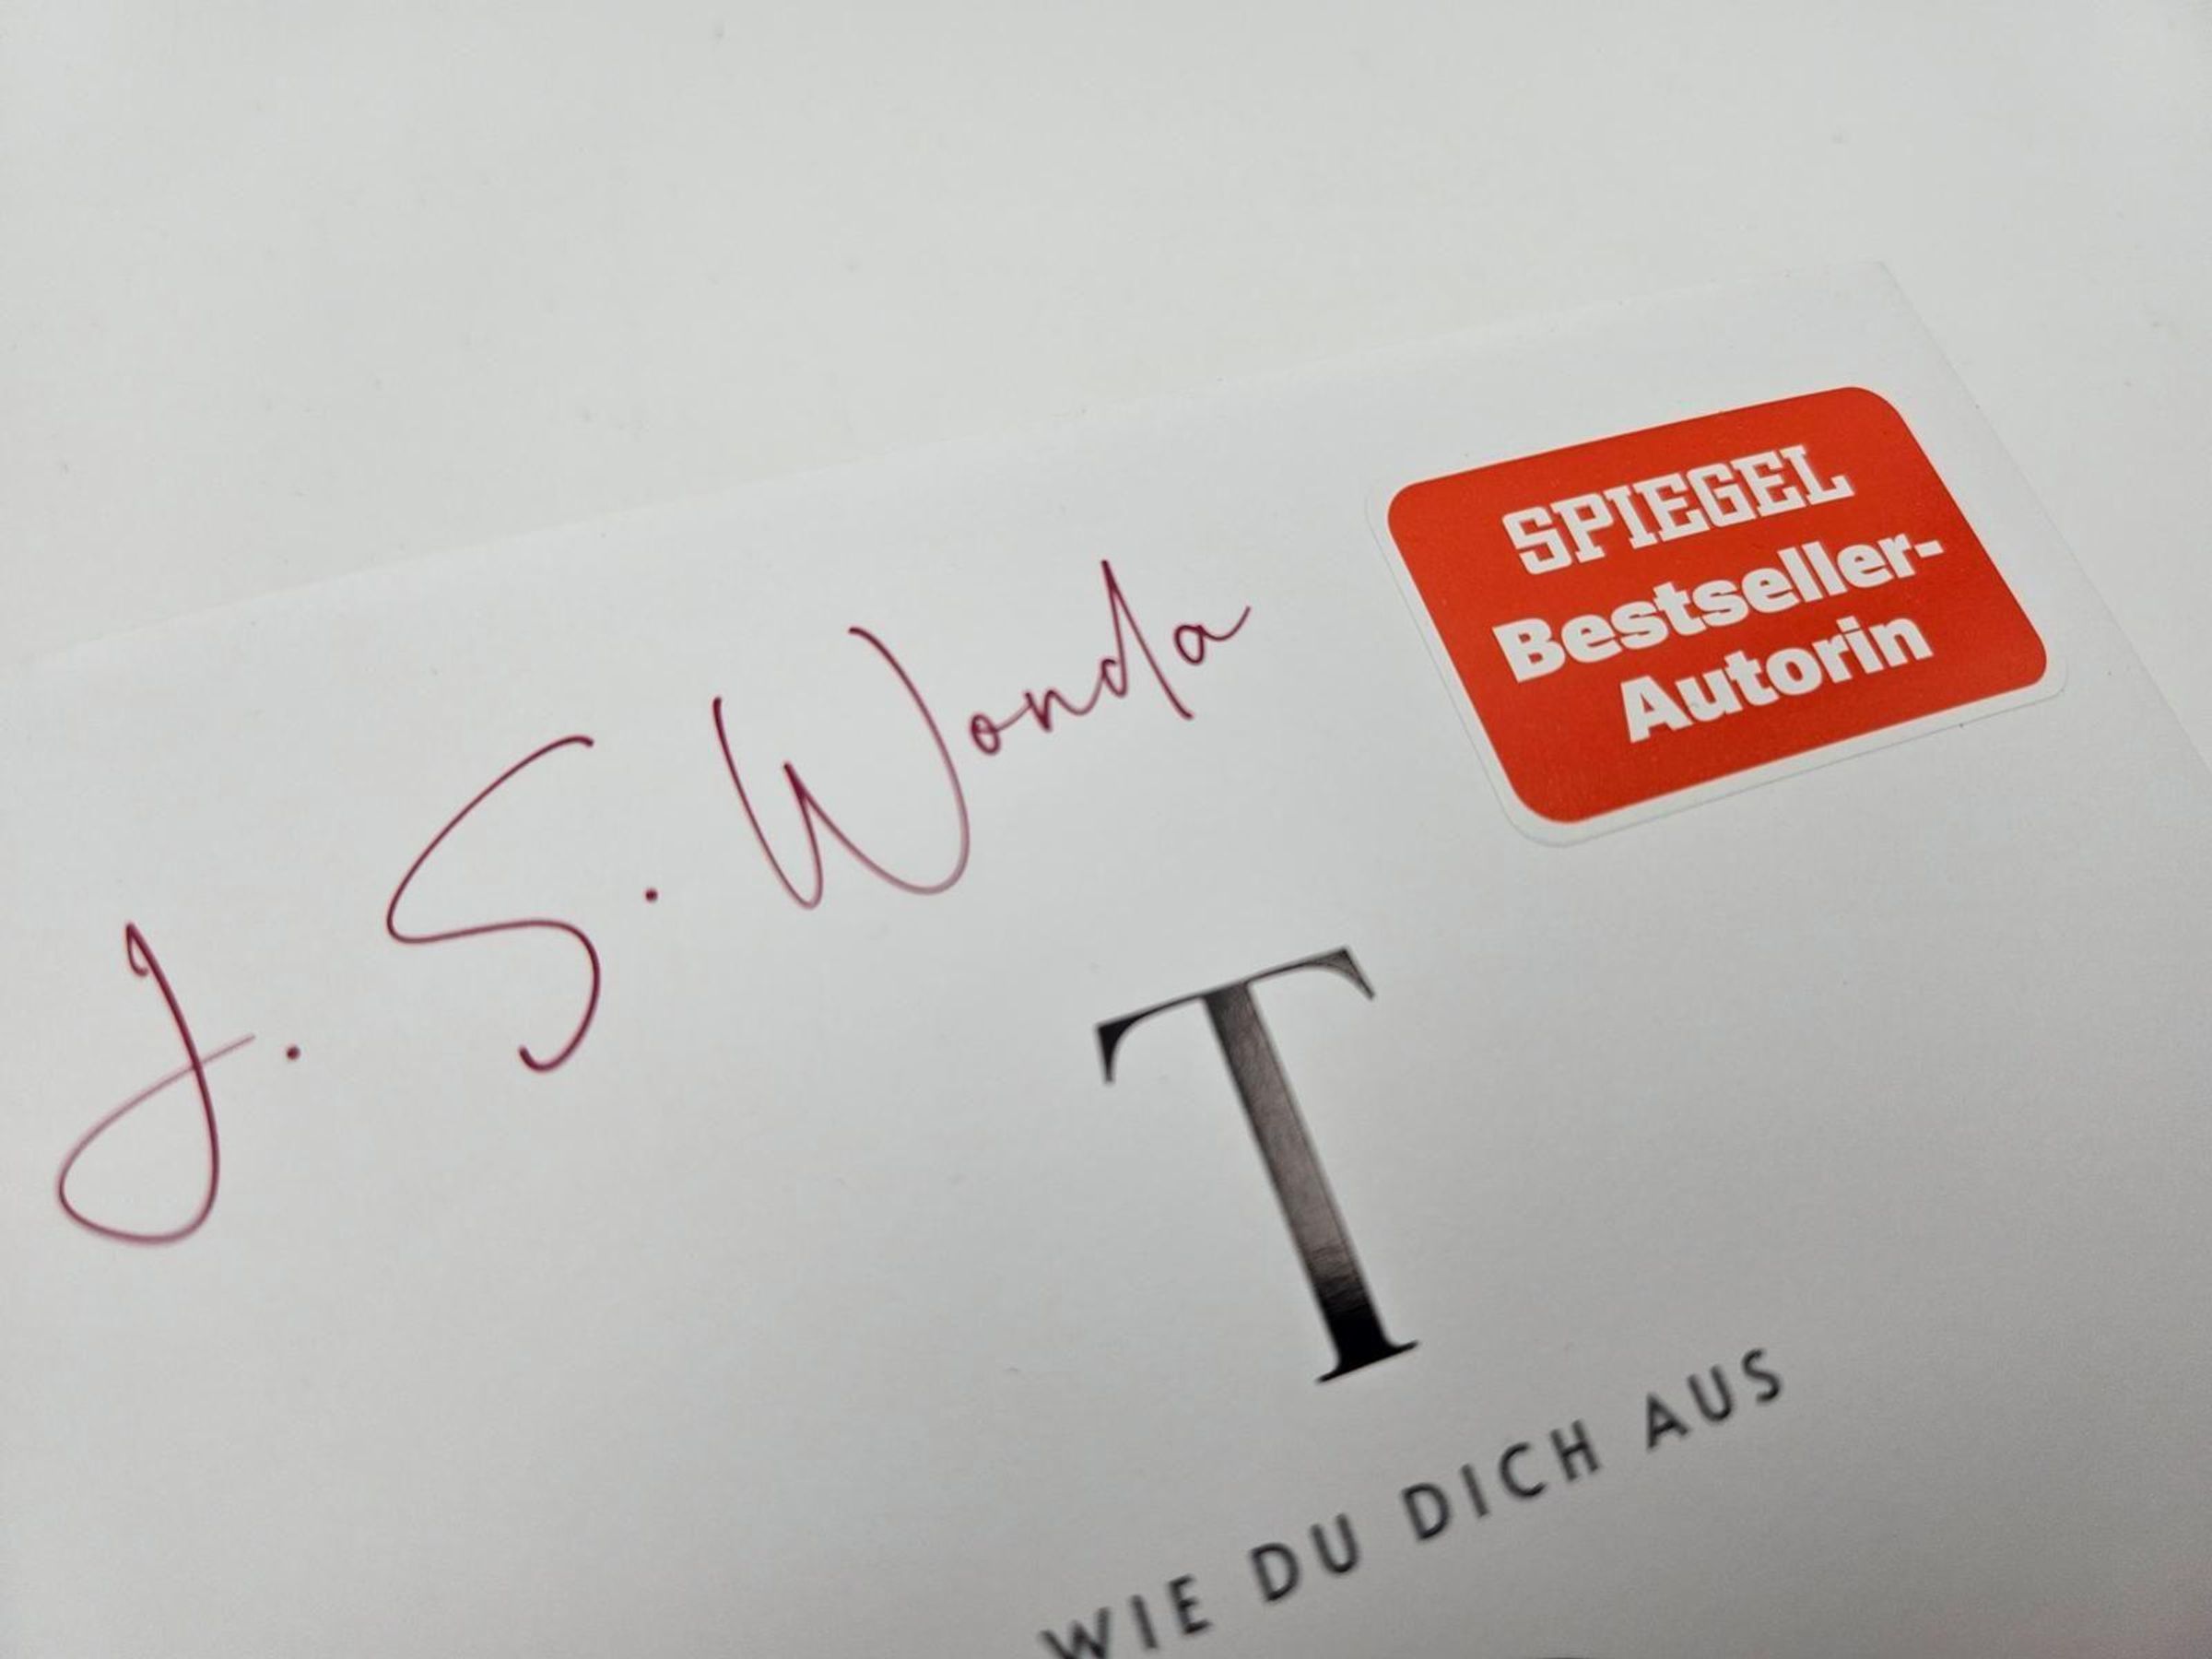 J. S. Wonda
SPIEGEL
Bestseller-
Autorin
T
WIE DU DICH AUS